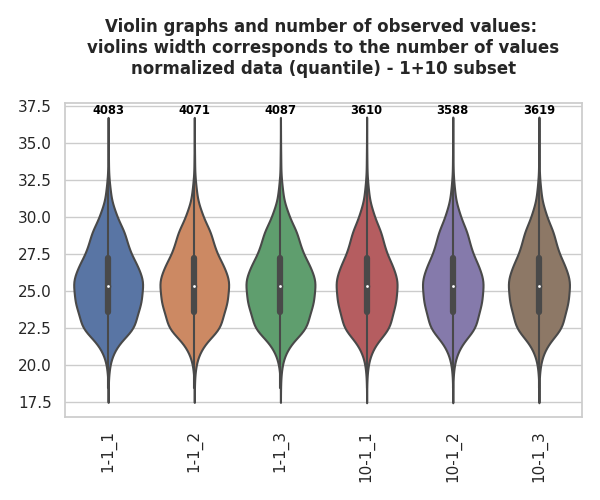 Violin graphs and number of observed values:
violins width corresponds to the number of values
normalized data (quantile) - 1+10 subset
37.5
4083 4071 4087 3610 3588 3619
35.0
32.5
30.0
27.5
25.0
22.5
20.0
17.5
1-1_1 1-1_2 1-1_3 10-1_1 10-1_2 10-1_3